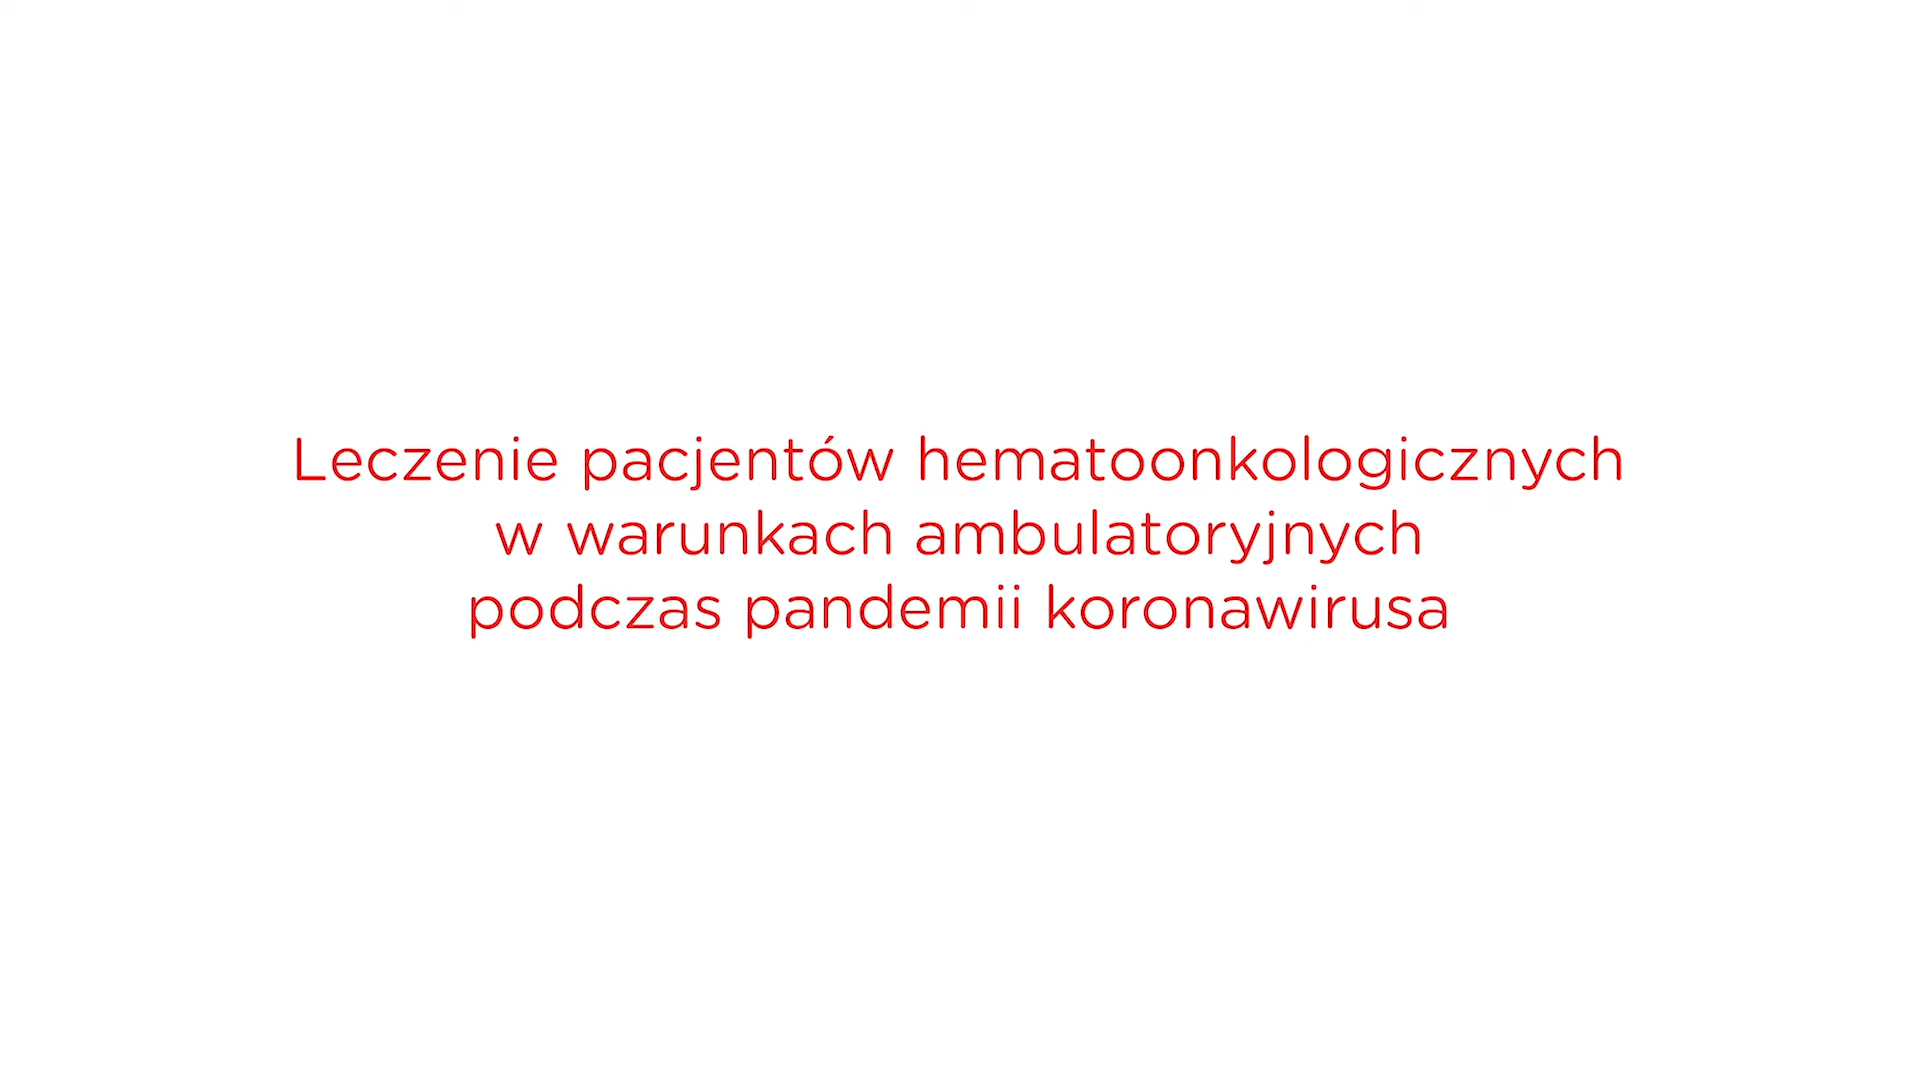 Leczenie pacjentów hematoonkologicznych
w warunkach ambulatoryjnych
podczas pandemii koronawirusa